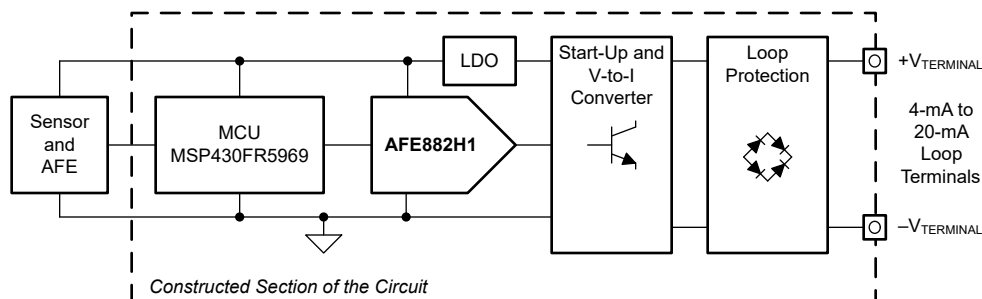 LDO
Start-Up and
V-to-I
Converter
Loop
Protection
+VTERMINAL
Sensor
and
AFE
MCU
MSP430FR5969
AFE882H1
4-mA to
20-mA
Loop
Terminals
–VTERMINAL
Constructed Section of the Circuit